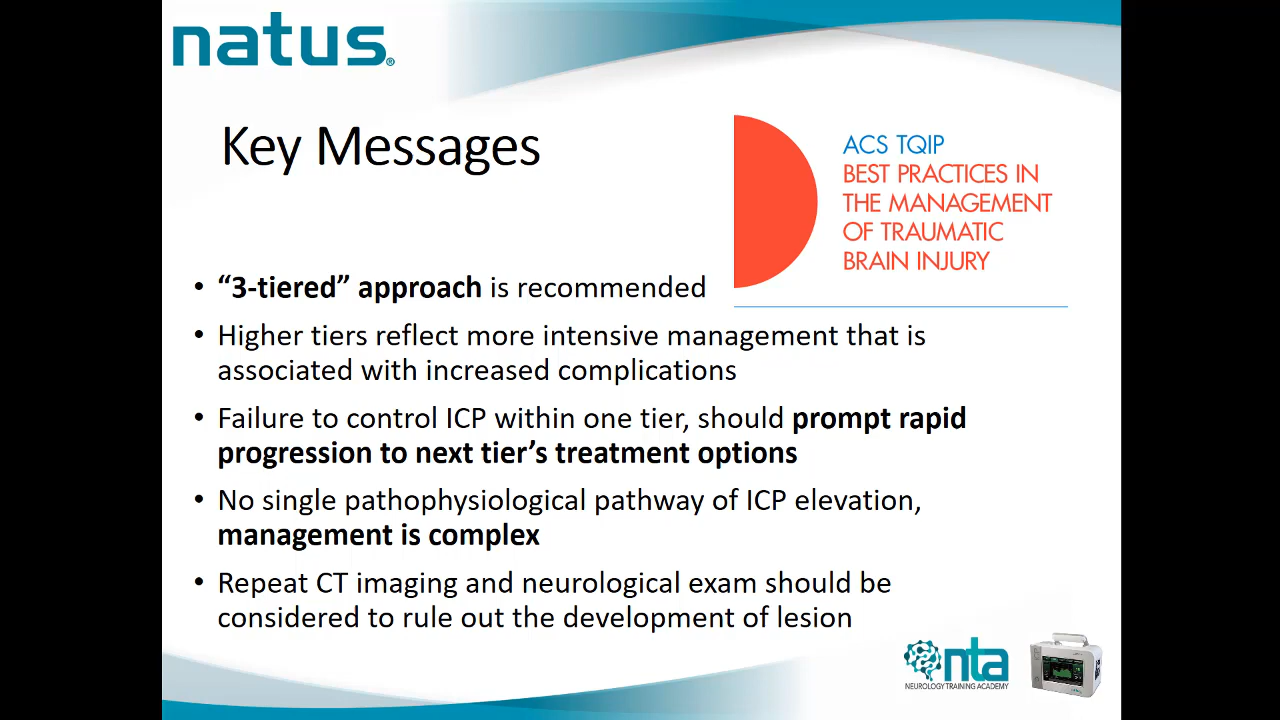 natus®
Key Messages
ACS TQIP
BEST PRACTICES IN
THE MANAGEMENT
OF TRAUMATIC
BRAIN INJURY
• “3-tiered” approach is recommended
• Higher tiers reflect more intensive management that is
associated with increased complications
• Failure to control ICP within one tier, should prompt rapid
progression to next tier’s treatment options
• No single pathophysiological pathway of ICP elevation,
management is complex
• Repeat CT imaging and neurological exam should be
considered to rule out the development of lesion
nta
NEUROLOGY TRAINING ACADEMY